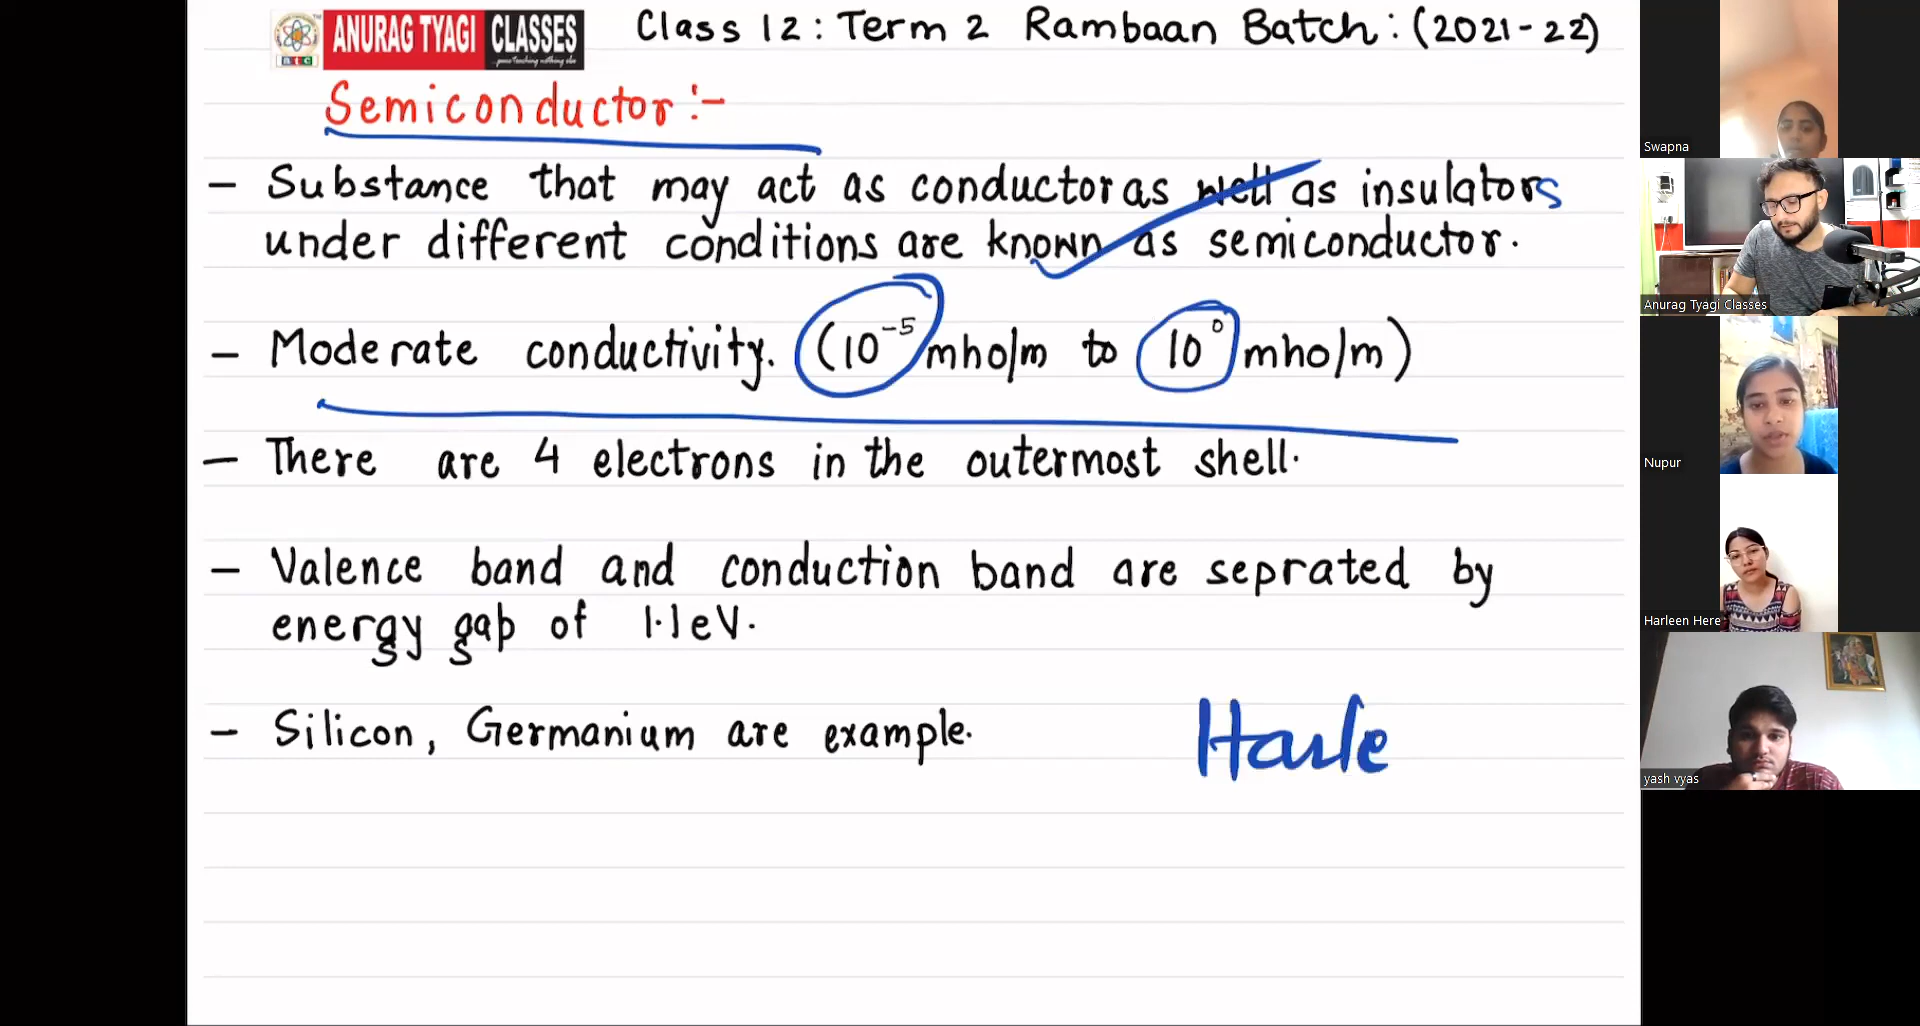 ANURAG TYAGI CLASSES
Class 12 : Term 2 Rambaan Batch : (2021-22)
Semiconductor :-
- Substance that may act as conductor as well as insulators
under different conditions are known as semiconductor.
- Moderate conductivity. (10⁻⁵ mho/m to 10⁰ mho/m)
- There are 4 electrons in the outermost shell.
- Valence band and conduction band are seprated by
energy gap of 1.1eV.
- Silicon, Germanium are example.
Harle
Swapna
Anurag Tyagi Classes
Nupur
Harleen Here
yash vyas